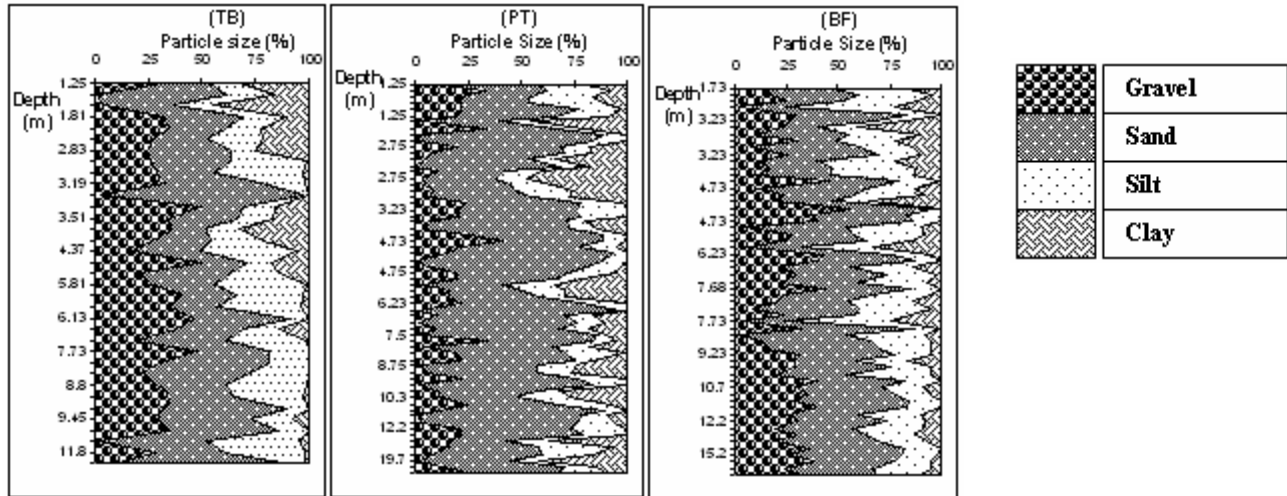 (TB)
Particle size (%)
0 25 50 75 100
Depth
(m)
1.25
1.81
2.83
3.19
3.51
4.37
5.81
6.13
7.73
8.8
9.45
11.8
(PT)
Particle Size (%)
0 25 50 75 100
Depth
(m)
1.25
1.25
2.75
2.75
3.23
4.73
4.75
6.23
7.5
8.75
10.3
12.2
19.7
(BF)
Particle Size (%)
0 25 50 75 100
Depth
(m)
1.73
3.23
3.23
4.73
4.73
6.23
7.68
7.73
9.23
10.7
12.2
15.2
Gravel
Sand
Silt
Clay